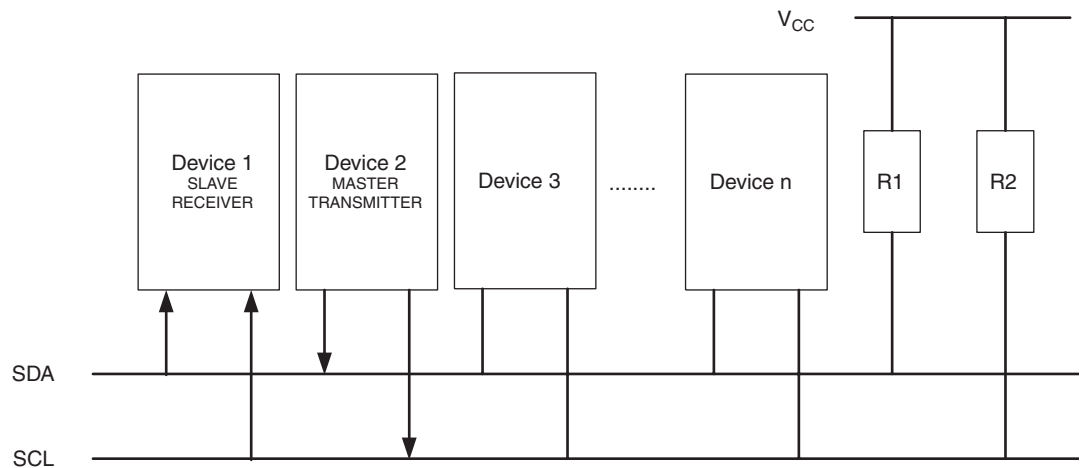 VCC
Device 1
SLAVE
RECEIVER
Device 2
MASTER
TRANSMITTER
Device 3
........
Device n
R1
R2
SDA
SCL